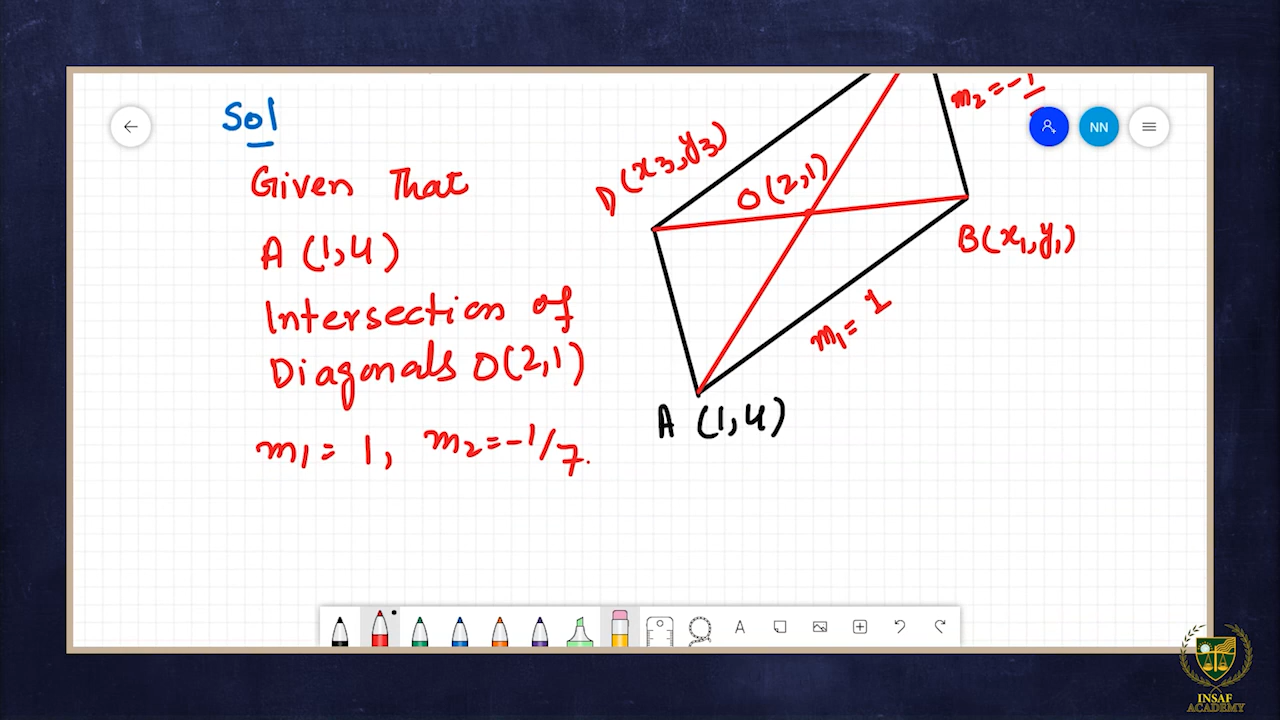 Sol
Given That
A (1,4)
Intersection of
Diagonals O(2,1)
m₁ = 1, m₂ = -1/7.
m₂ = -1
NN
D(x₃,y₃)
O(2,1)
B(x₁,y₁)
m₁ = 1
A (1,4)
A
INSAF
ACADEMY